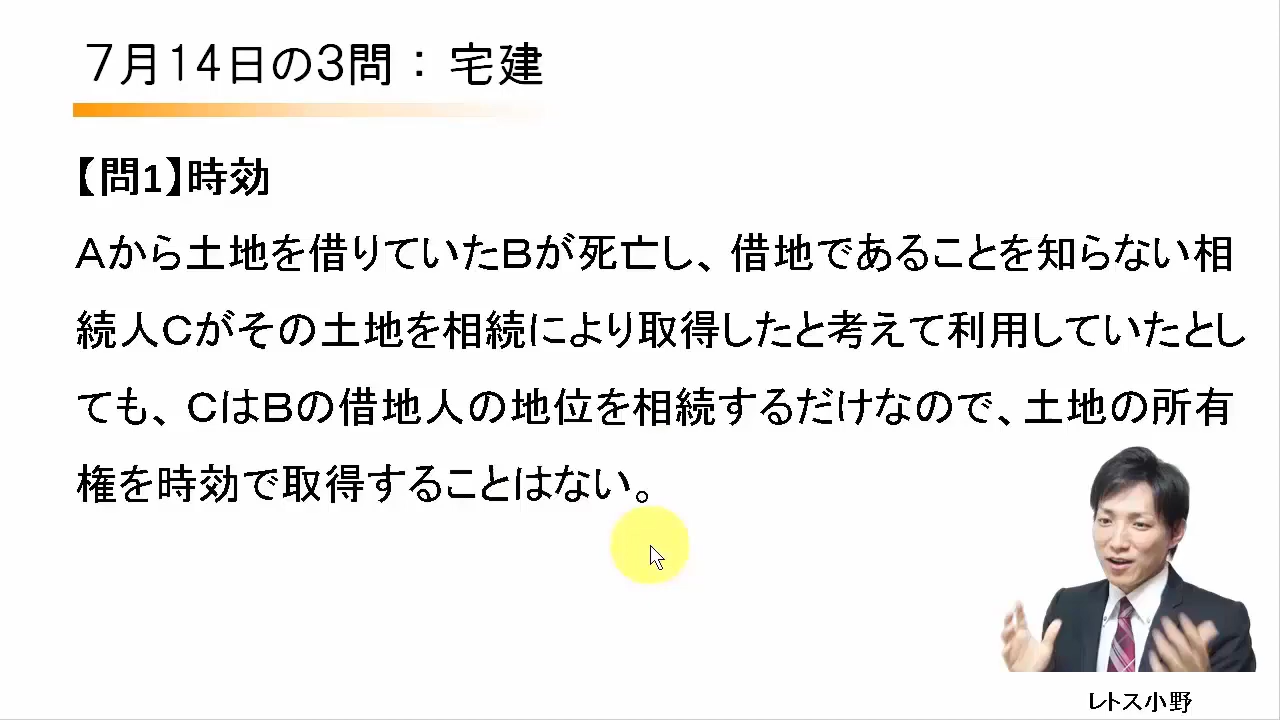 7月14日の3問：宅建
【問1】時効
Ａから土地を借りていたＢが死亡し、借地であることを知らない相
続人Ｃがその土地を相続により取得したと考えて利用していたとし
ても、ＣはＢの借地人の地位を相続するだけなので、土地の所有
権を時効で取得することはない。
レトス小野